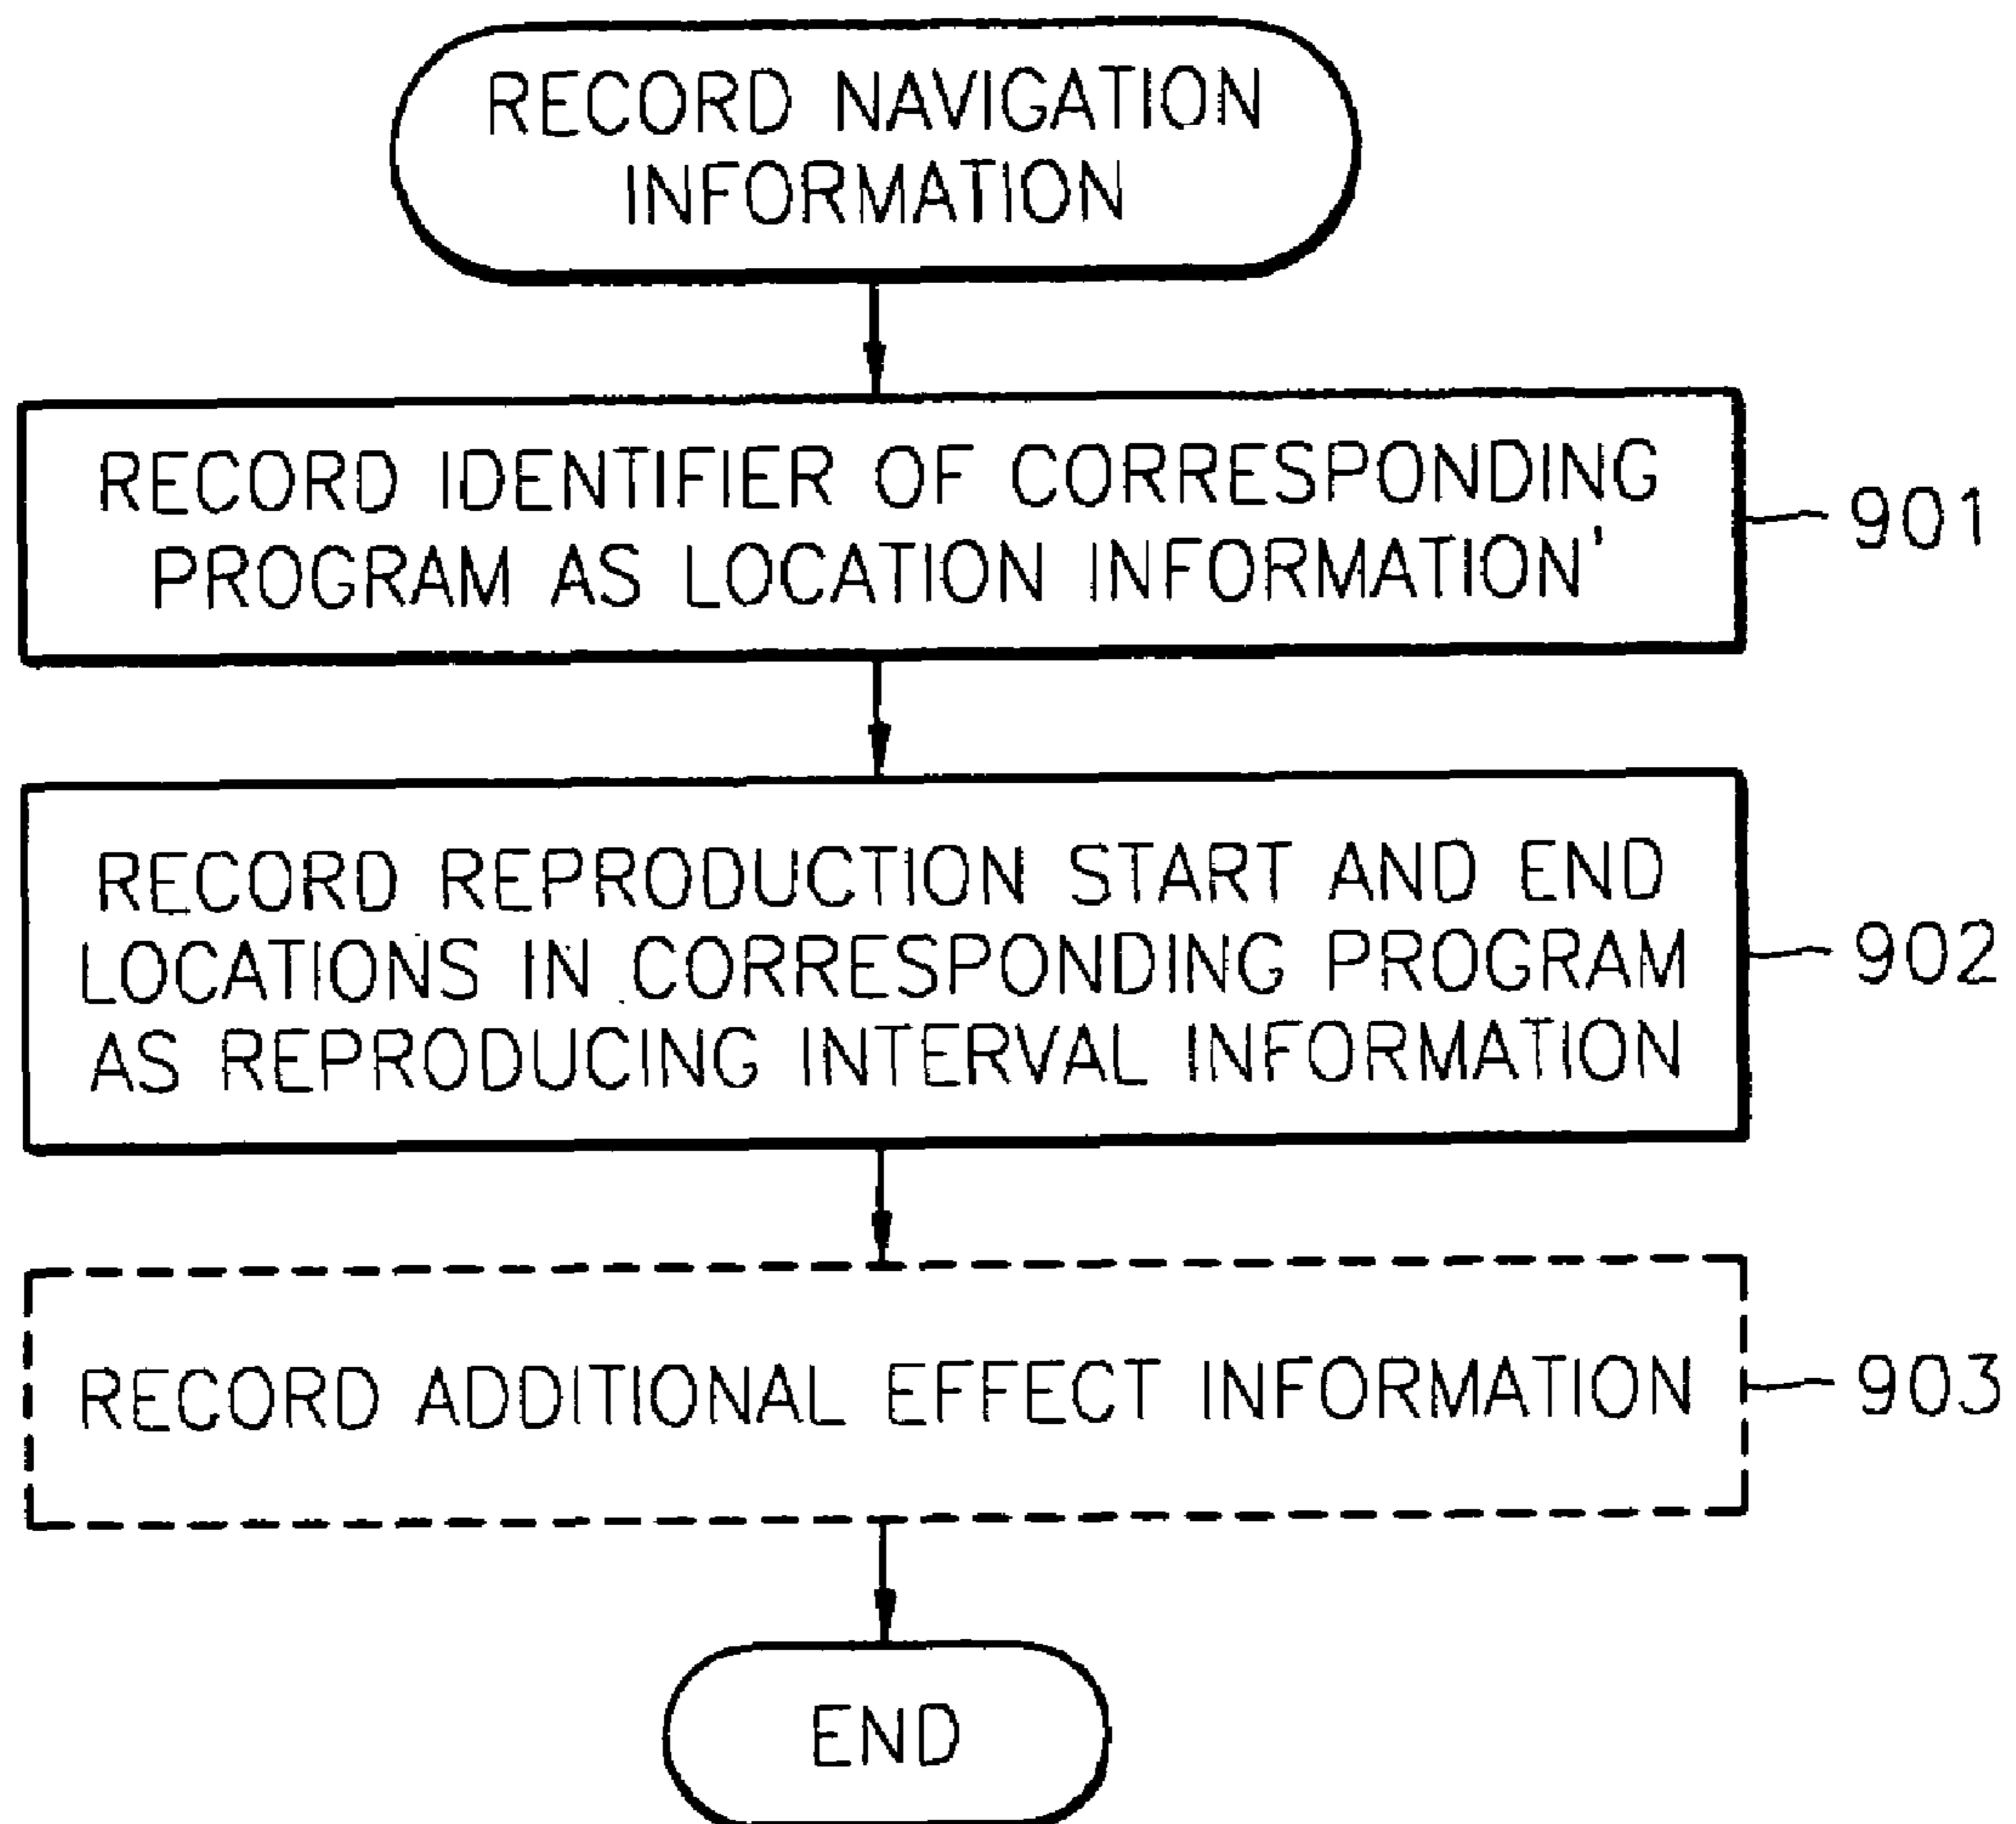 RECORD NAVIGATION
INFORMATION
RECORD IDENTIFIER OF CORRESPONDING
PROGRAM AS LOCATION INFORMATION'
901
RECORD REPRODUCTION START AND END
LOCATIONS IN CORRESPONDING PROGRAM
AS REPRODUCING INTERVAL INFORMATION
902
RECORD ADDITIONAL EFFECT INFORMATION
903
END